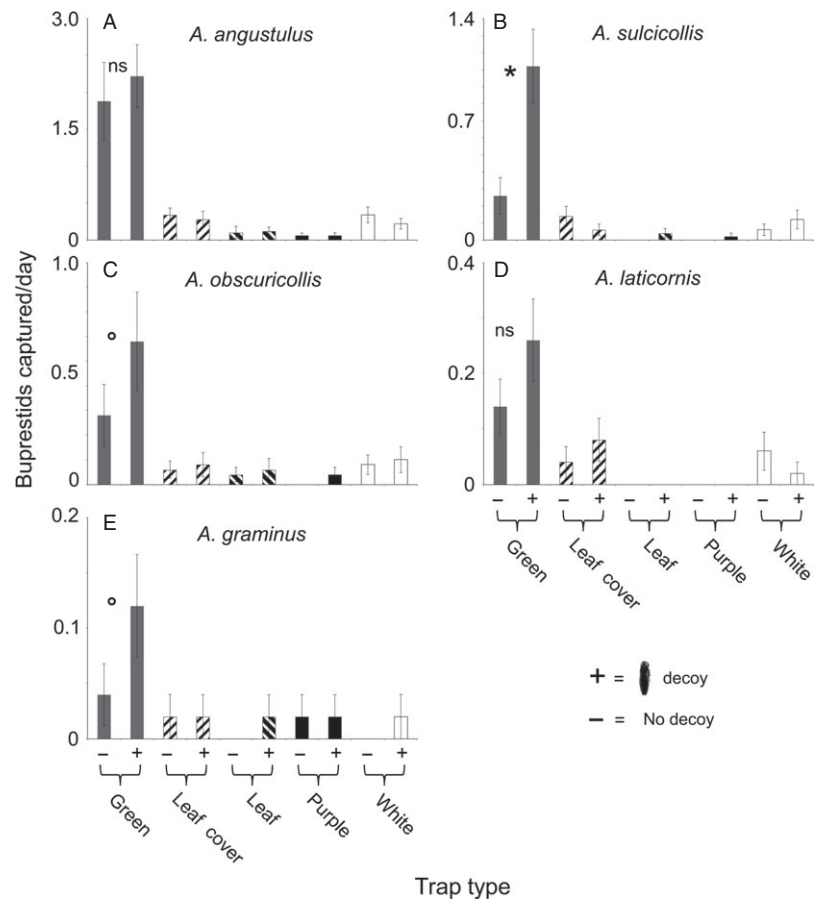 A
A. angustulus
3.0
1.5
0
ns
B
A. sulcicollis
1.4
0.7
0
*
Buprestids captured/day
C
A. obscuricollis
1.0
0.5
0
°
D
A. laticornis
0.4
0.2
0
ns
− + − + − + − + − +
Green
Leaf cover
Leaf
Purple
White
E
A. graminus
0.2
0.1
0
°
− + − + − + − + − +
Green
Leaf cover
Leaf
Purple
White
+ = decoy
− = No decoy
Trap type